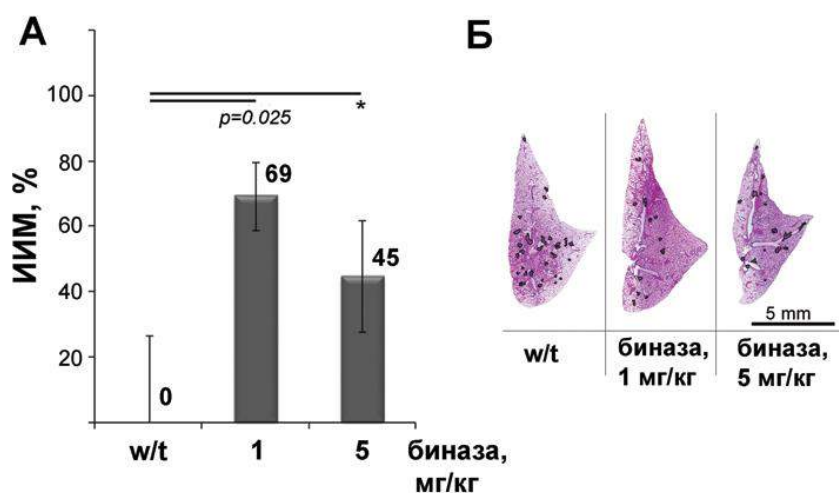 А
ИИМ, %
100
80
60
40
20
*
p=0.025
69
45
0
w/t
1
5
биназа,
мг/кг
Б
5 mm
w/t
биназа,
1 мг/кг
биназа,
5 мг/кг